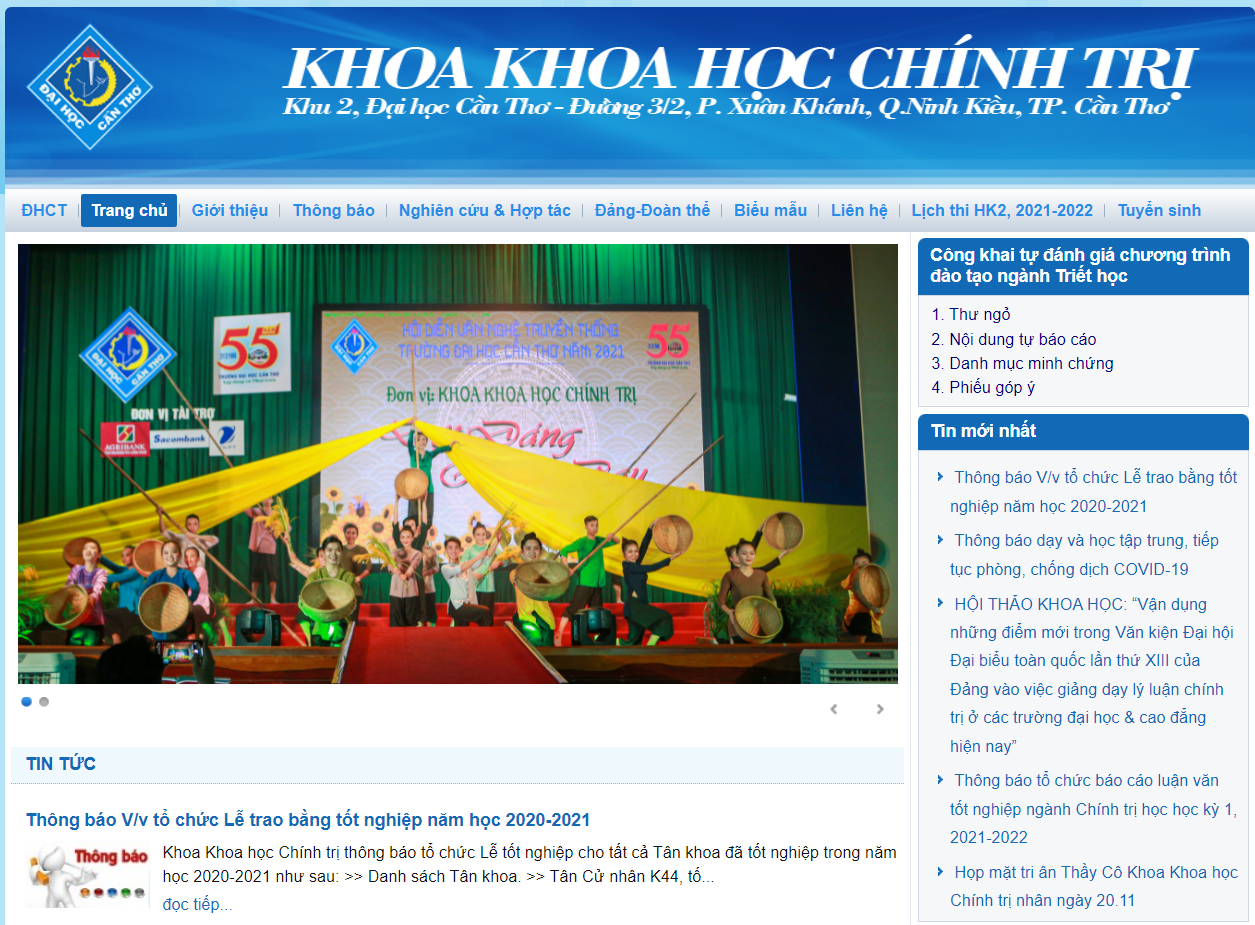 KHOA KHOA HỌC CHÍNH TRỊ
Khu 2, Đại học Cần Thơ - Đường 3/2, P. Xuân Khánh, Q.Ninh Kiều, TP. Cần Thơ
ĐẠI HỌC CẦN THƠ
ĐHCT
Trang chủ
Giới thiệu
Thông báo
Nghiên cứu & Hợp tác
Đảng-Đoàn thể
Biểu mẫu
Liên hệ
Lịch thi HK2, 2021-2022
Tuyển sinh
ĐẠI HỌC CẦN THƠ
55
TRƯỜNG ĐẠI HỌC CẦN THƠ
ĐƠN VỊ TÀI TRỢ
AGRIBANK
Sacombank
HỘI DIỄN VĂN NGHỆ TRUYỀN THỐNG
TRƯỜNG ĐẠI HỌC CẦN THƠ NĂM 2021
55
Đơn vị: KHOA KHOA HỌC CHÍNH TRỊ
Dáng
TIN TỨC
Thông báo V/v tổ chức Lễ trao bằng tốt nghiệp năm học 2020-2021
Thông báo
Khoa Khoa học Chính trị thông báo tổ chức Lễ tốt nghiệp cho tất cả Tân khoa đã tốt nghiệp trong năm
học 2020-2021 như sau: >> Danh sách Tân khoa. >> Tân Cử nhân K44, tố...
đọc tiếp...
Công khai tự đánh giá chương trình
đào tạo ngành Triết học
1. Thư ngỏ
2. Nội dung tự báo cáo
3. Danh mục minh chứng
4. Phiếu góp ý
Tin mới nhất
Thông báo V/v tổ chức Lễ trao bằng tốt
nghiệp năm học 2020-2021
Thông báo dạy và học tập trung, tiếp
tục phòng, chống dịch COVID-19
HỘI THẢO KHOA HỌC: “Vận dụng
những điểm mới trong Văn kiện Đại hội
Đại biểu toàn quốc lần thứ XIII của
Đảng vào việc giảng dạy lý luận chính
trị ở các trường đại học & cao đẳng
hiện nay”
Thông báo tổ chức báo cáo luận văn
tốt nghiệp ngành Chính trị học học kỳ 1,
2021-2022
Họp mặt tri ân Thầy Cô Khoa Khoa học
Chính trị nhân ngày 20.11